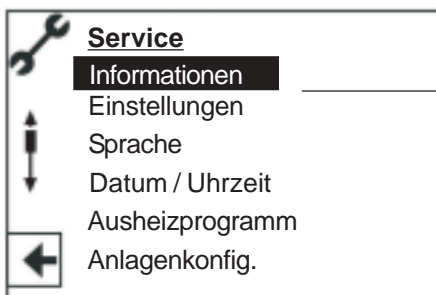 Service
Informationen
Einstellungen
Sprache
Datum / Uhrzeit
Ausheizprogramm
Anlagenkonfig.